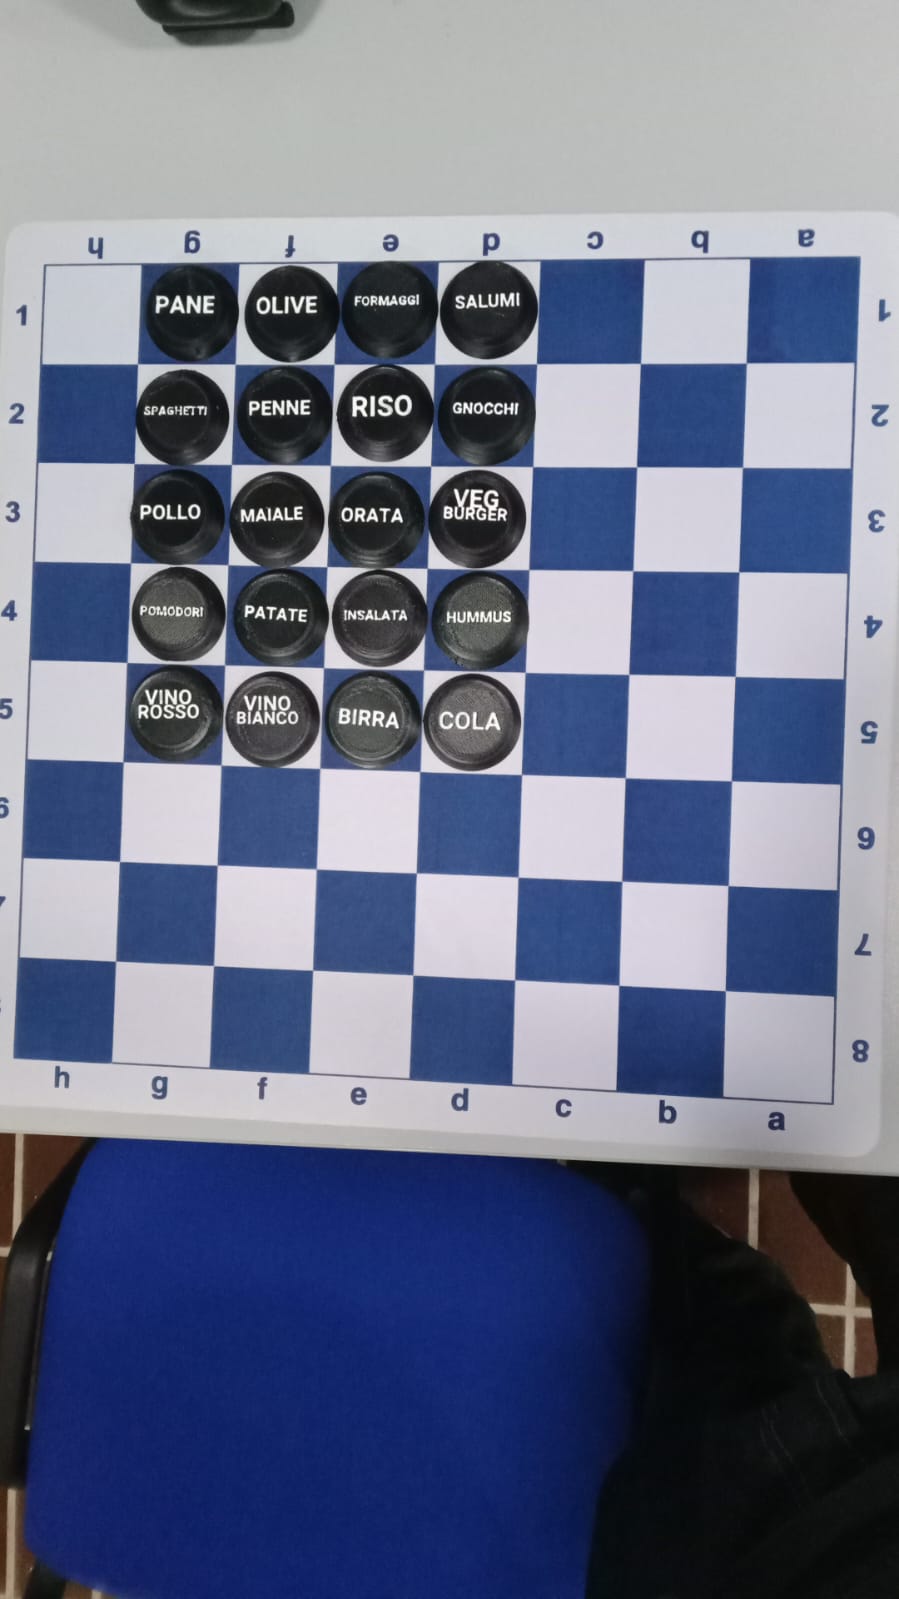 h g f e d c b a
1 PANE OLIVE FORMAGGI SALUMI 1
2 SPAGHETTI PENNE RISO GNOCCHI 2
3 POLLO MAIALE ORATA VEG BURGER 3
4 POMODORI PATATE INSALATA HUMMUS 4
5 VINO ROSSO VINO BIANCO BIRRA COLA 5
6 6
7 7
8
h g f e d c b a